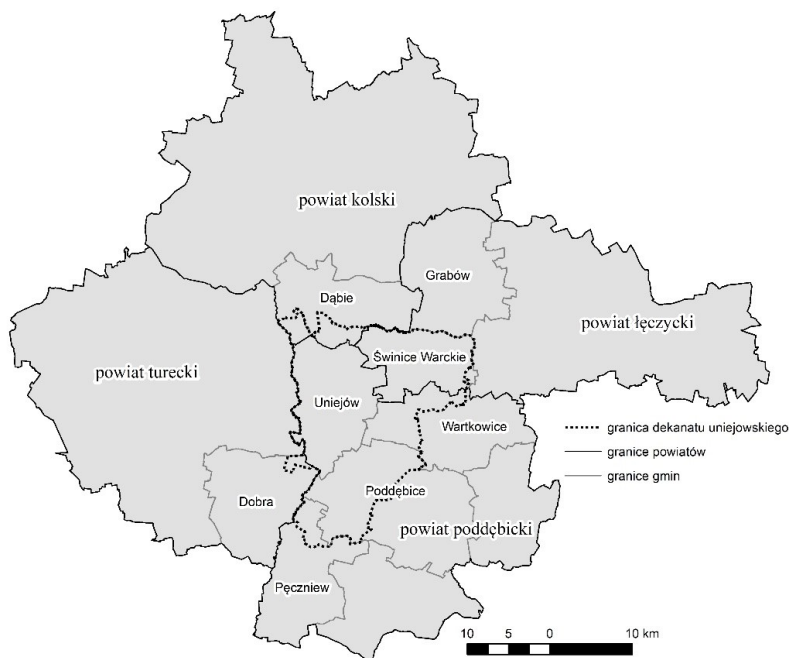 powiat kolski
Grabów
Dąbie
powiat łęczycki
Świnice Warckie
powiat turecki
Uniejów
Wartkowice
granica dekanatu uniejowskiego
granice powiatów
granice gmin
Poddębice
Dobra
powiat poddębicki
Pęczniew
10 5 0 10 km